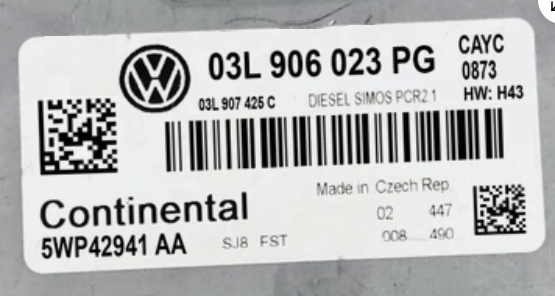 03L 906 023 PG
CAYC
0873
03L 907 425 C
DIESEL SIMOS PCR2.1
HW: H43
Continental
5WP42941 AA
SJ8 FST
Made in Czech Rep.
02 447
008 490